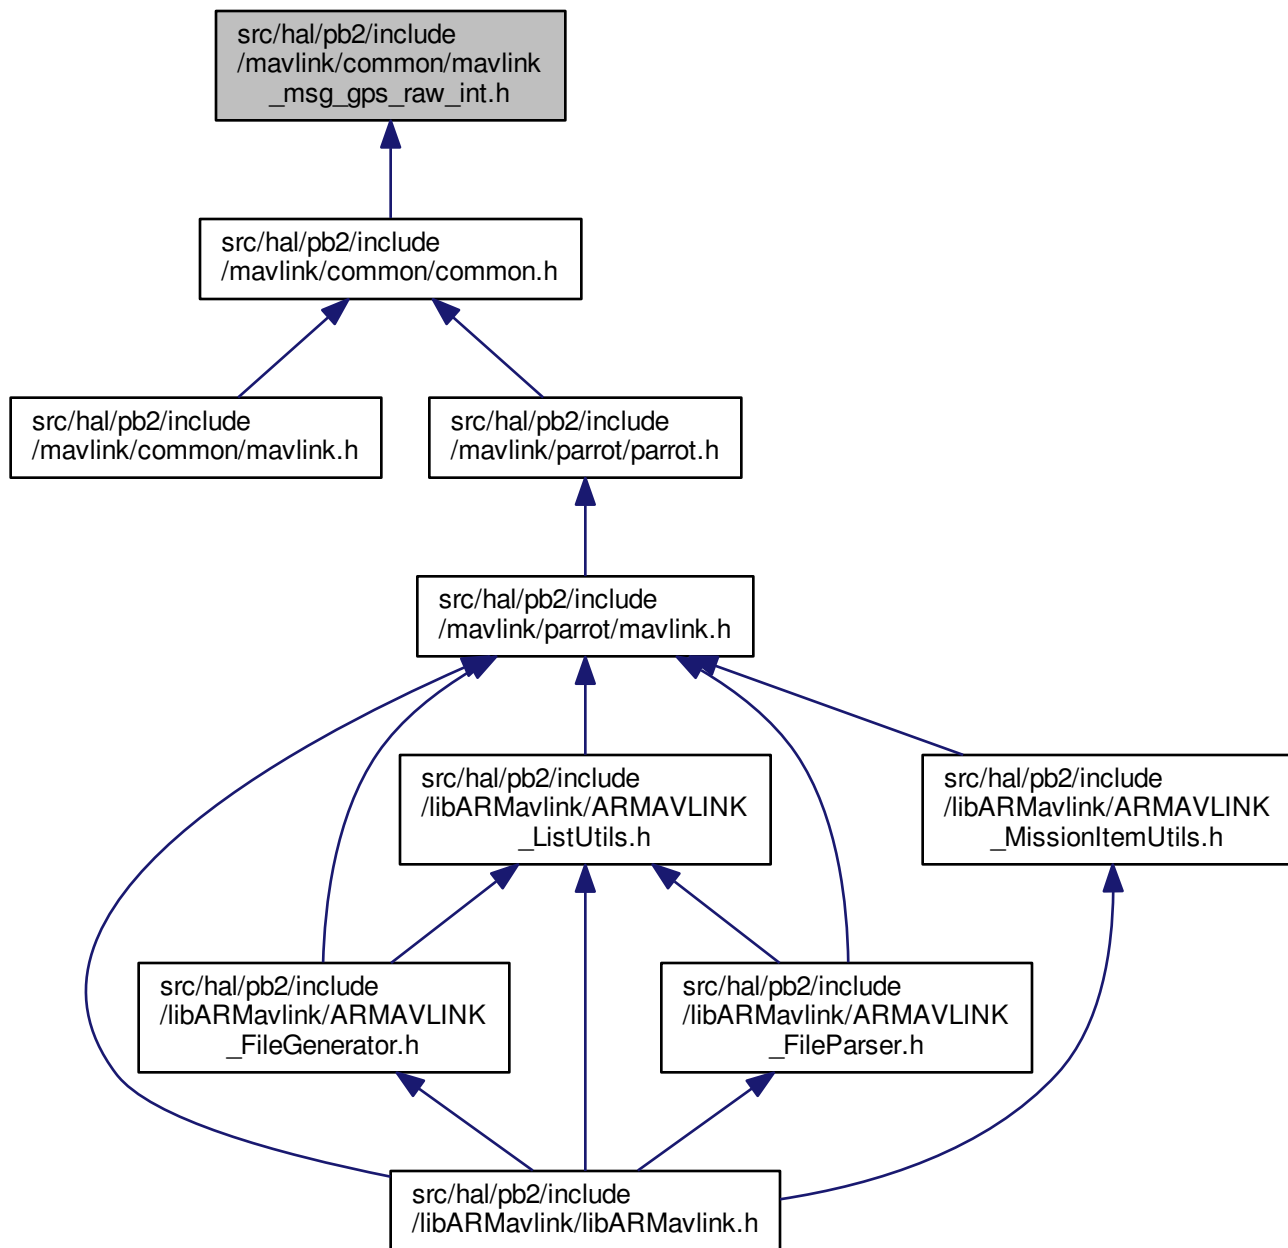 src/hal/pb2/include
/mavlink/common/mavlink
_msg_gps_raw_int.h
src/hal/pb2/include
/mavlink/common/common.h
src/hal/pb2/include
/mavlink/common/mavlink.h
src/hal/pb2/include
/mavlink/parrot/parrot.h
src/hal/pb2/include
/mavlink/parrot/mavlink.h
src/hal/pb2/include
/libARMavlink/ARMAVLINK
_ListUtils.h
src/hal/pb2/include
/libARMavlink/ARMAVLINK
_MissionItemUtils.h
src/hal/pb2/include
/libARMavlink/ARMAVLINK
_FileGenerator.h
src/hal/pb2/include
/libARMavlink/ARMAVLINK
_FileParser.h
src/hal/pb2/include
/libARMavlink/libARMavlink.h